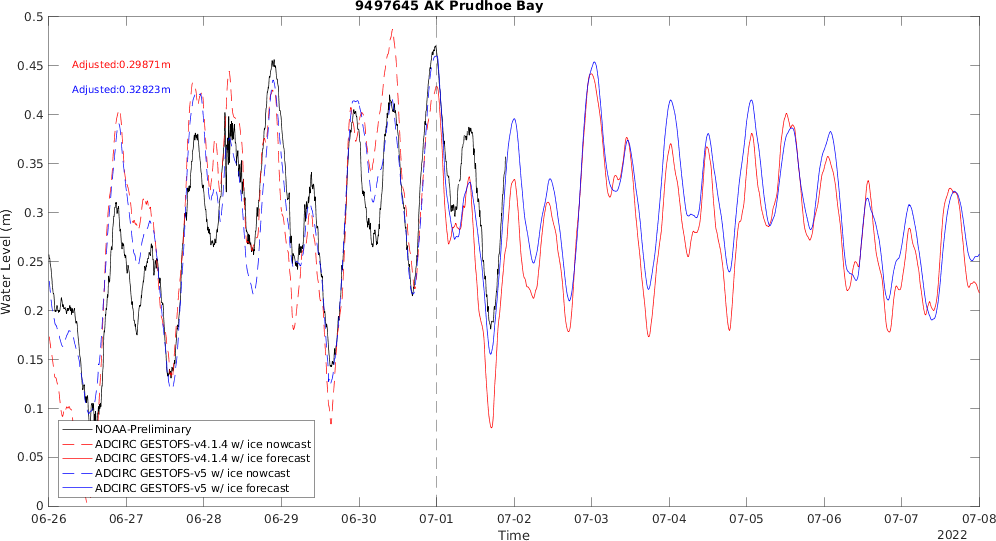 9497645 AK Prudhoe Bay
Adjusted:0.29871m
Adjusted:0.32823m
Water Level (m)
0.5
0.45
0.4
0.35
0.3
0.25
0.2
0.15
0.1
0.05
0
NOAA-Preliminary
ADCIRC GESTOFS-v4.1.4 w/ ice nowcast
ADCIRC GESTOFS-v4.1.4 w/ ice forecast
ADCIRC GESTOFS-v5 w/ ice nowcast
ADCIRC GESTOFS-v5 w/ ice forecast
06-26 06-27 06-28 06-29 06-30 07-01 07-02 07-03 07-04 07-05 07-06 07-07 07-08
Time
2022